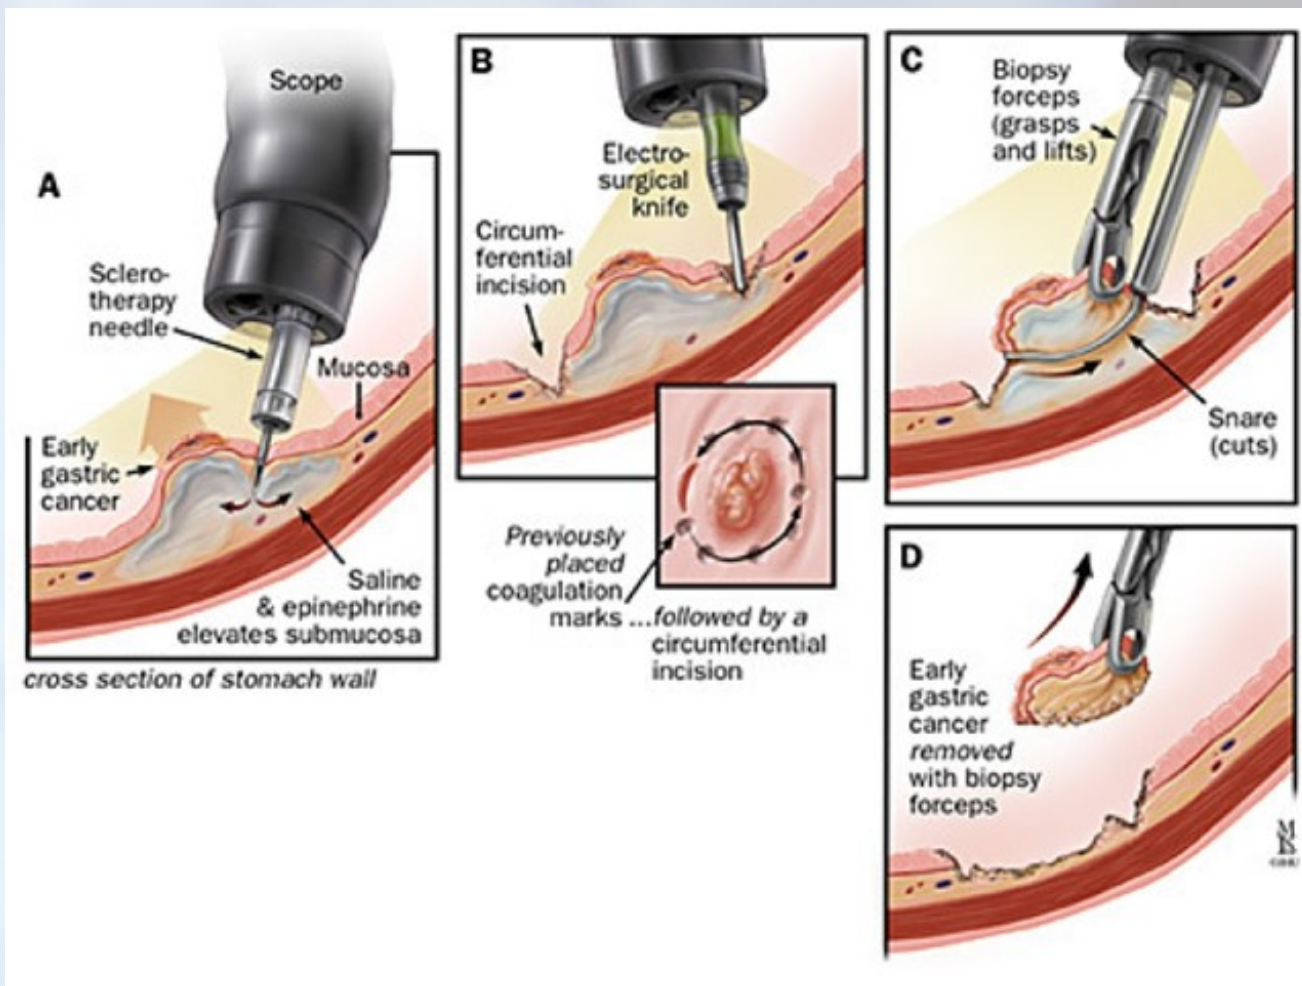 A
Scope
Sclero-
therapy
needle
Mucosa
Early
gastric
cancer
Saline
& epinephrine
elevates submucosa
cross section of stomach wall
B
Electro-
surgical
knife
Circum-
ferential
incision
Previously
placed
coagulation
marks ...followed by a
circumferential
incision
C
Biopsy
forceps
(grasps
and lifts)
Snare
(cuts)
D
Early
gastric
cancer
removed
with biopsy
forceps